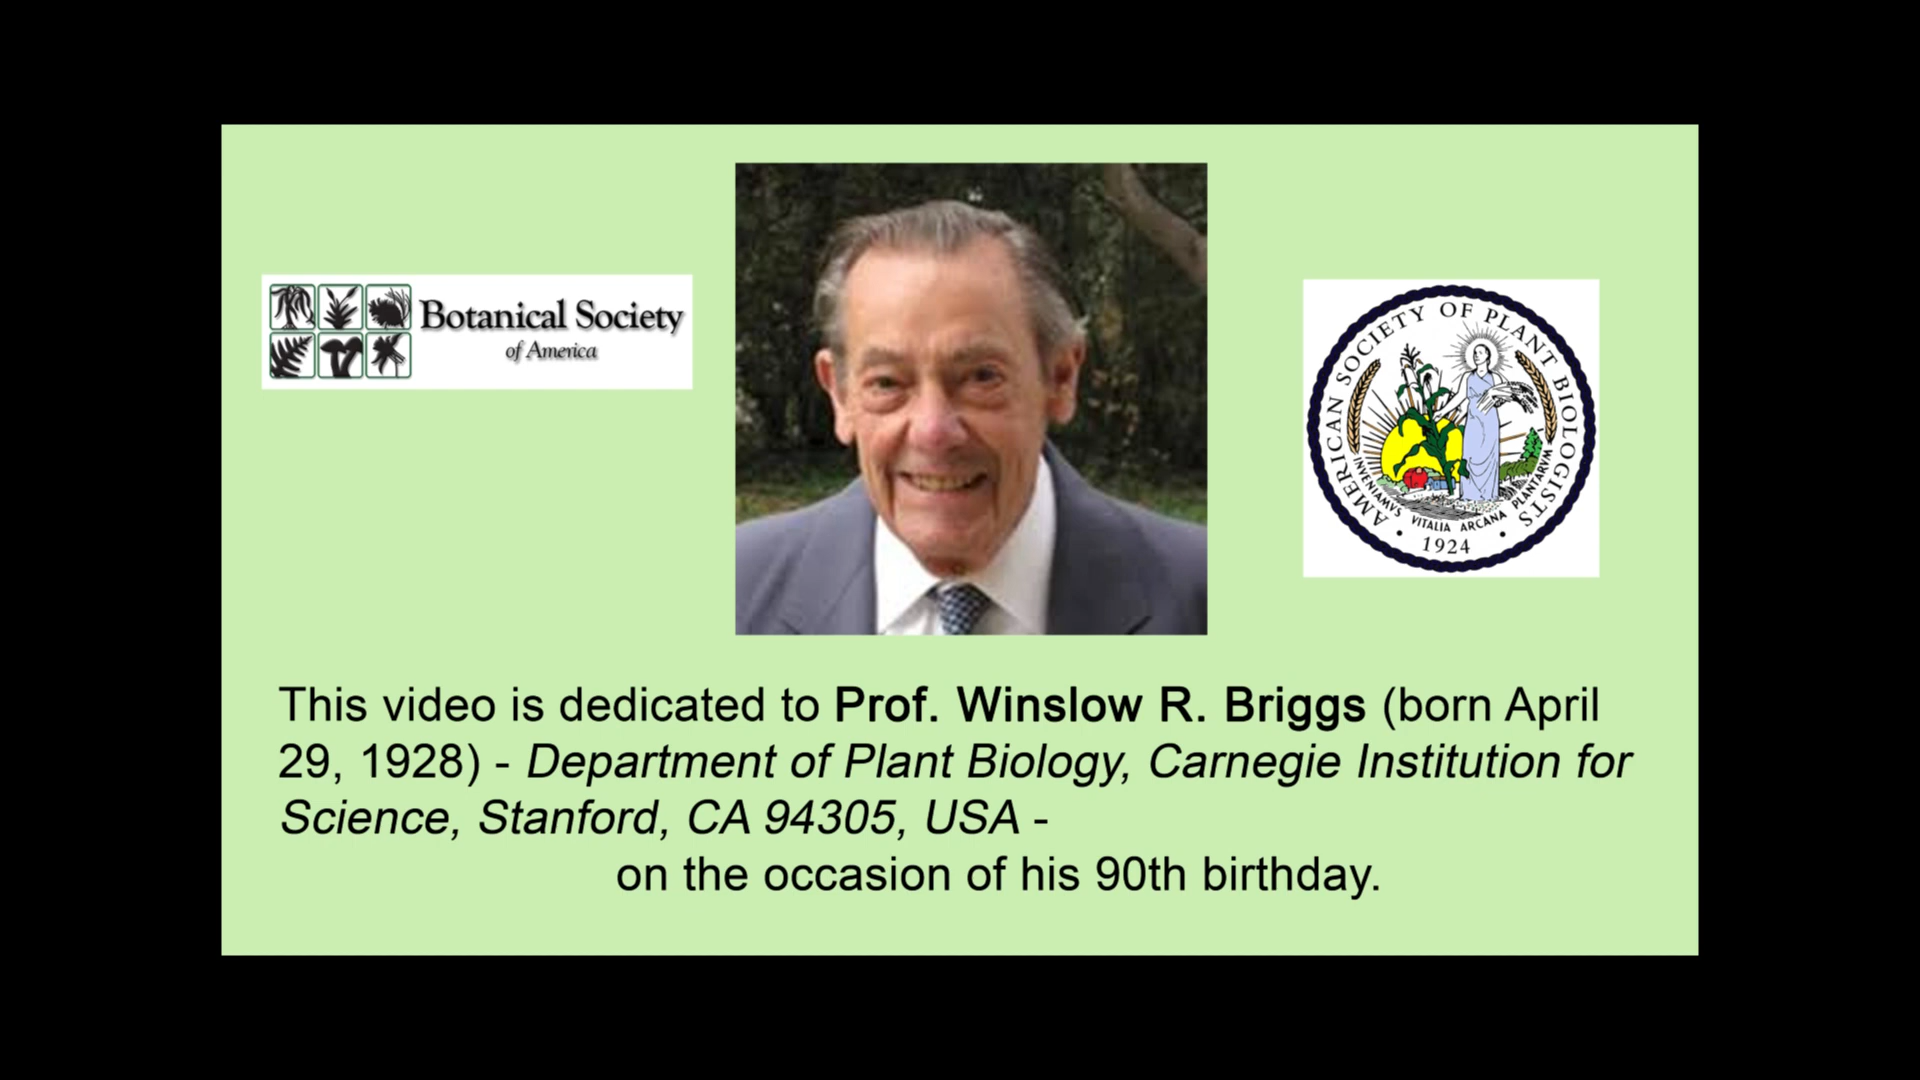 Botanical Society
of America
AMERICAN SOCIETY OF PLANT BIOLOGISTS
INVENIAMVS VITALIA ARCANA PLANTARVM
• 1924 •
This video is dedicated to Prof. Winslow R. Briggs (born April
29, 1928) - Department of Plant Biology, Carnegie Institution for
Science, Stanford, CA 94305, USA -
on the occasion of his 90th birthday.